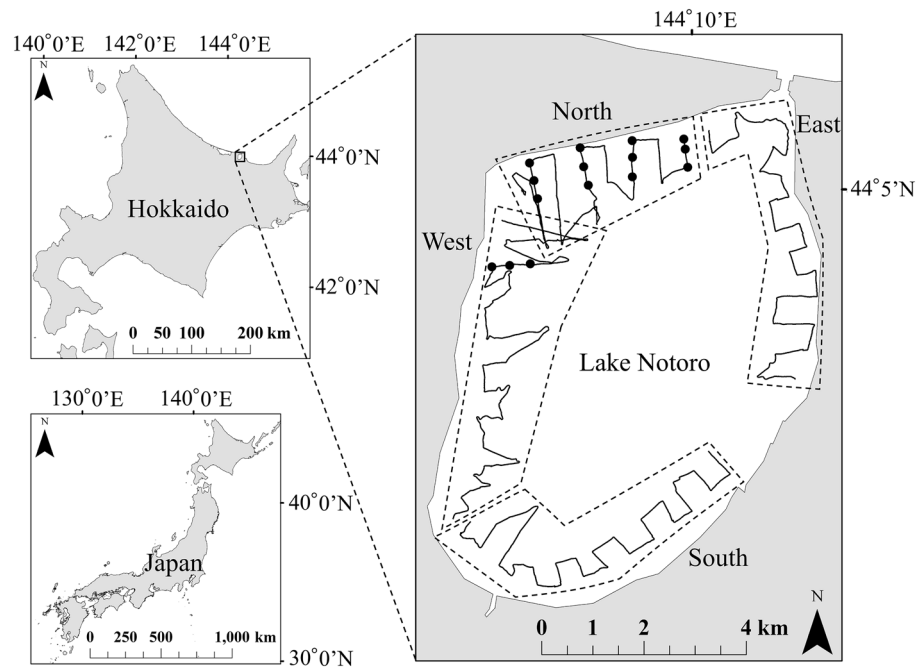 140°0’E 142°0’E 144°0’E
N
44°0’N
Hokkaido
42°0’N
0 50 100 200 km
130°0’E 140°0’E
N
40°0’N
Japan
0 250 500 1,000 km
30°0’N
144°10’E
North
East
44°5’N
West
Lake Notoro
South
N
0 1 2 4 km